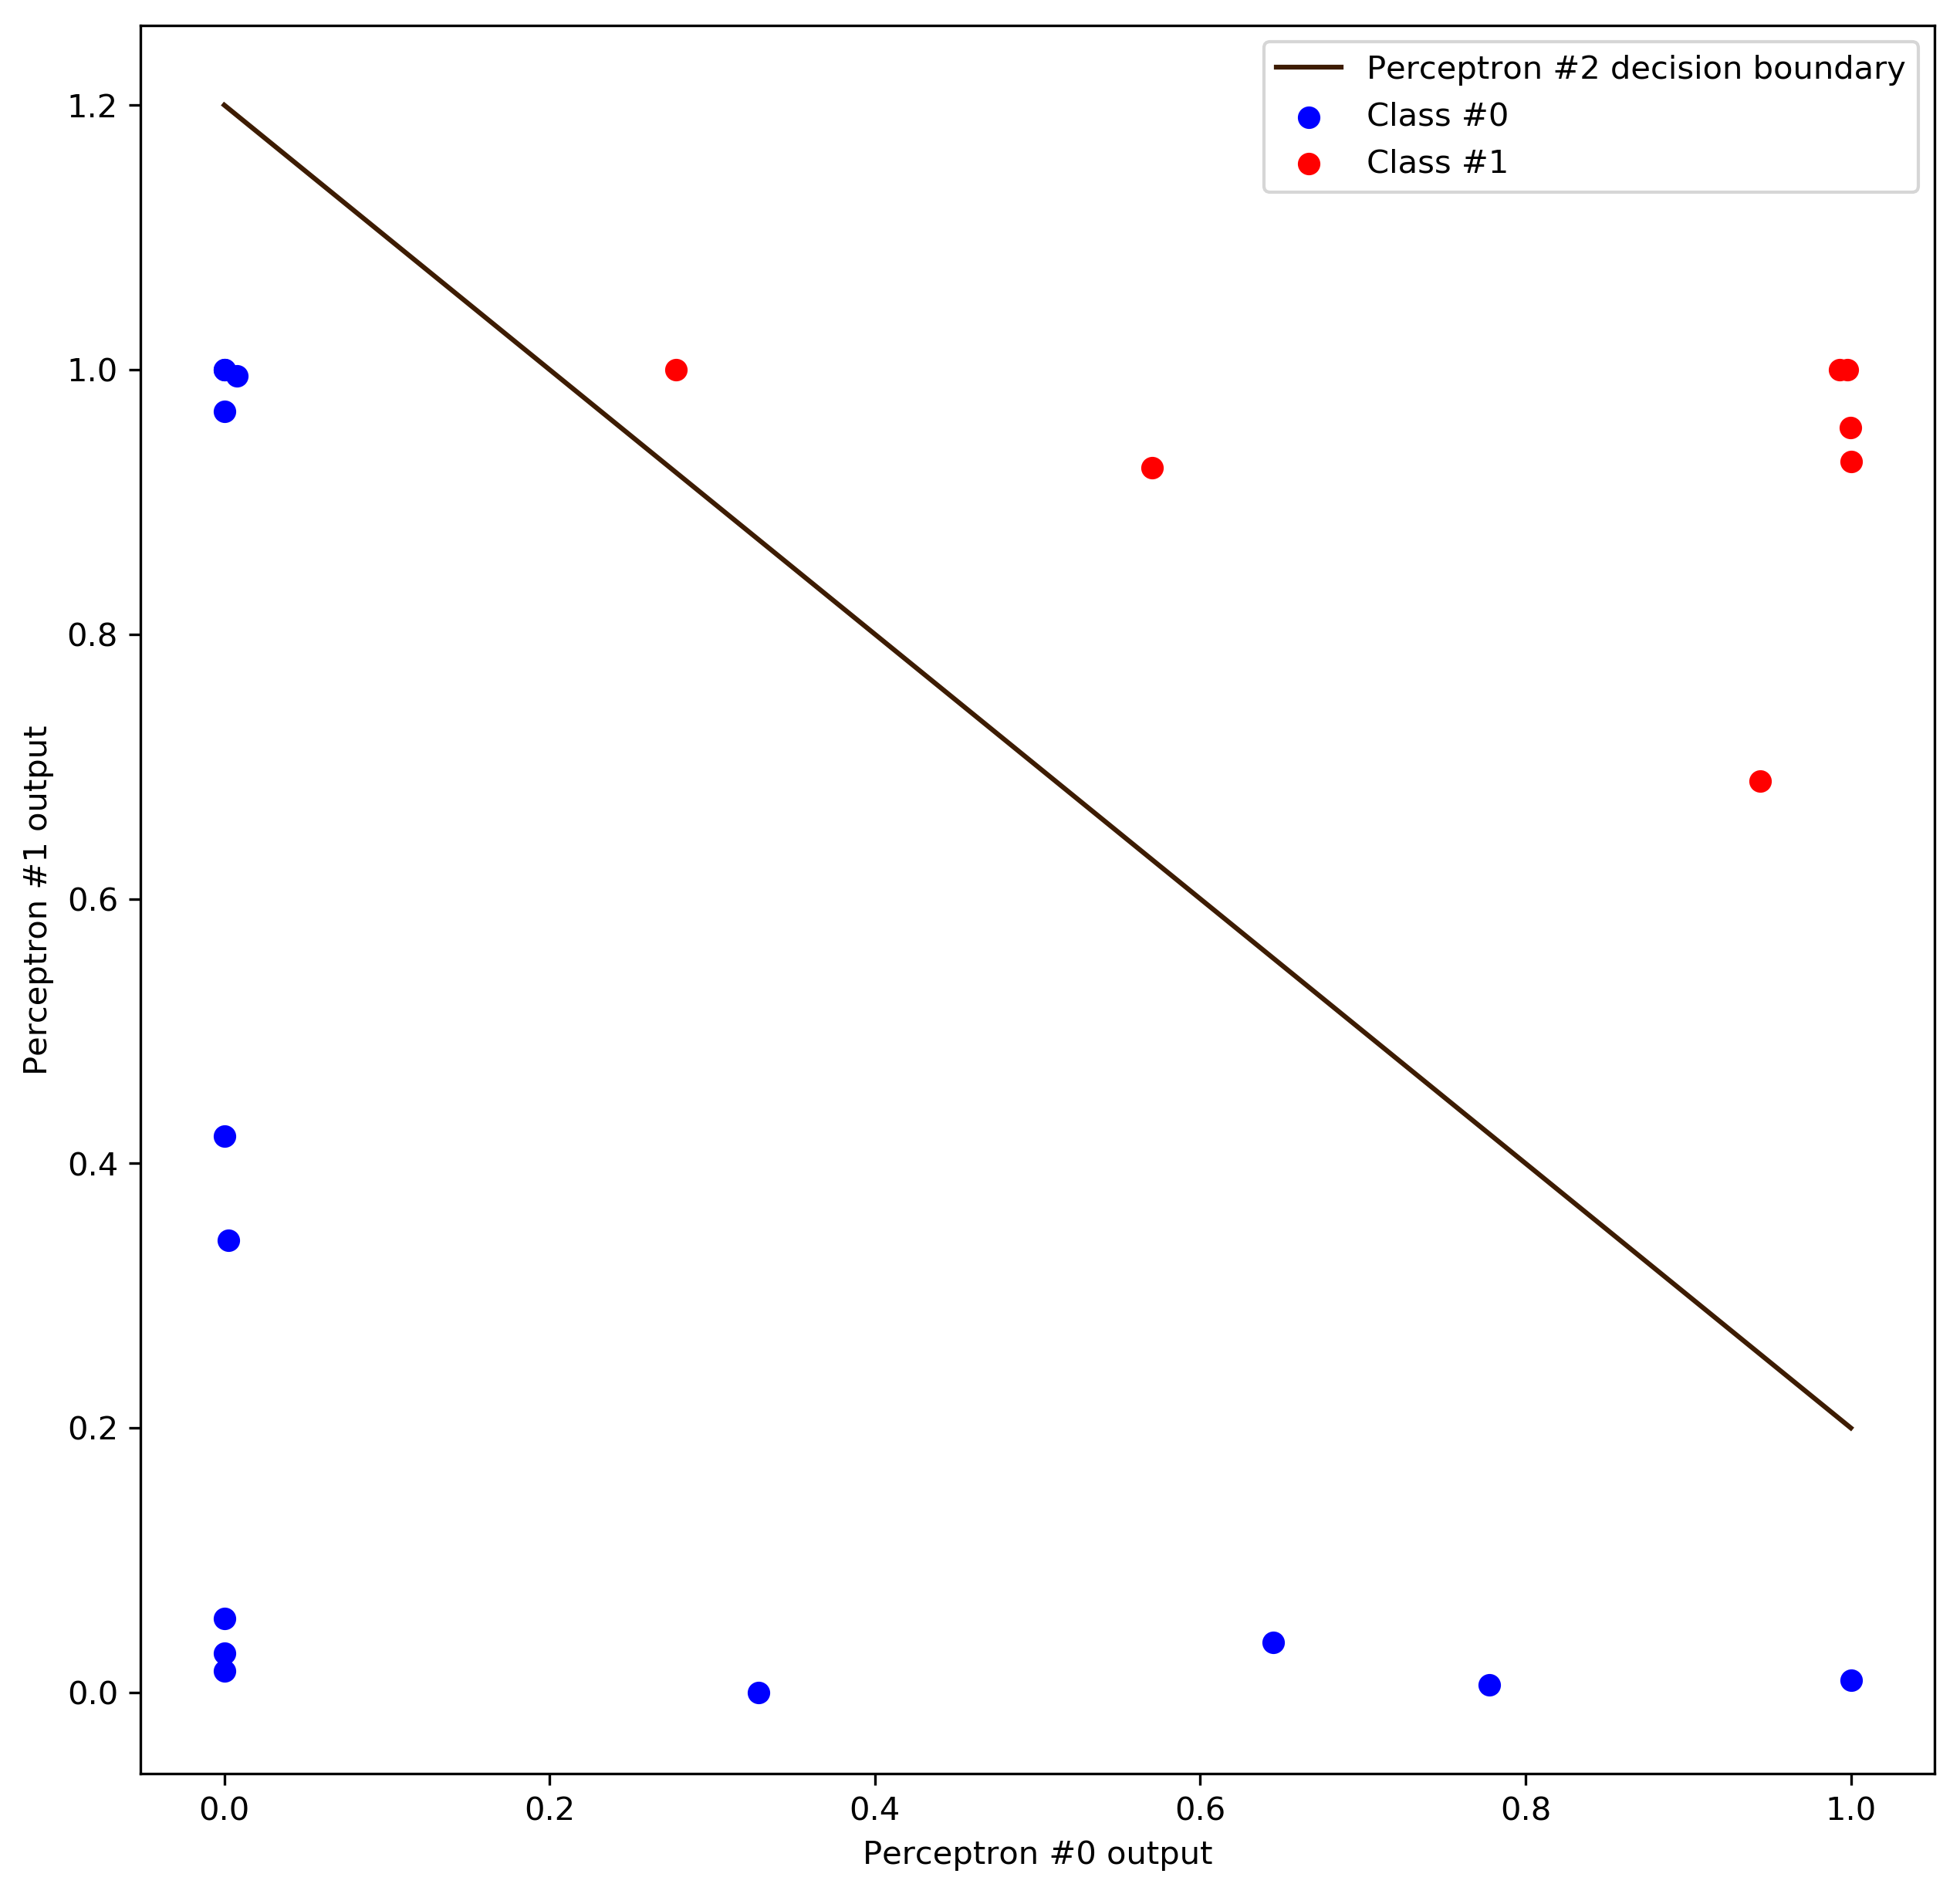 Perceptron #2 decision boundary
Class #0
Class #1
1.2
1.0
0.8
0.6
0.4
0.2
0.0
Perceptron #1 output
0.0 0.2 0.4 0.6 0.8 1.0
Perceptron #0 output